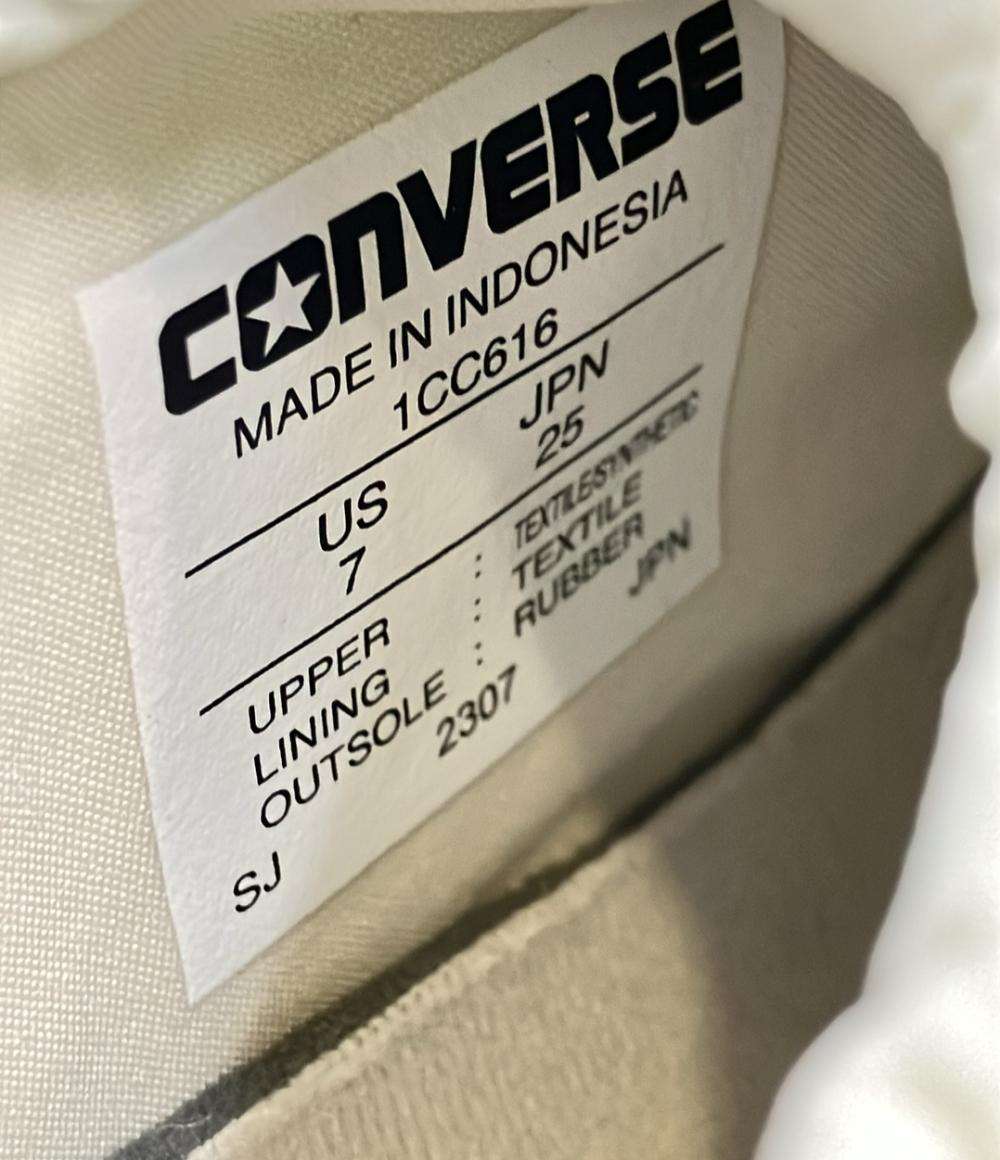 CONVERSE
MADE IN INDONESIA
1CC616
US JPN
7 25
UPPER : TEXTILE&SYNTHETIC
LINING : TEXTILE
OUTSOLE : RUBBER
SJ 2307 JPN